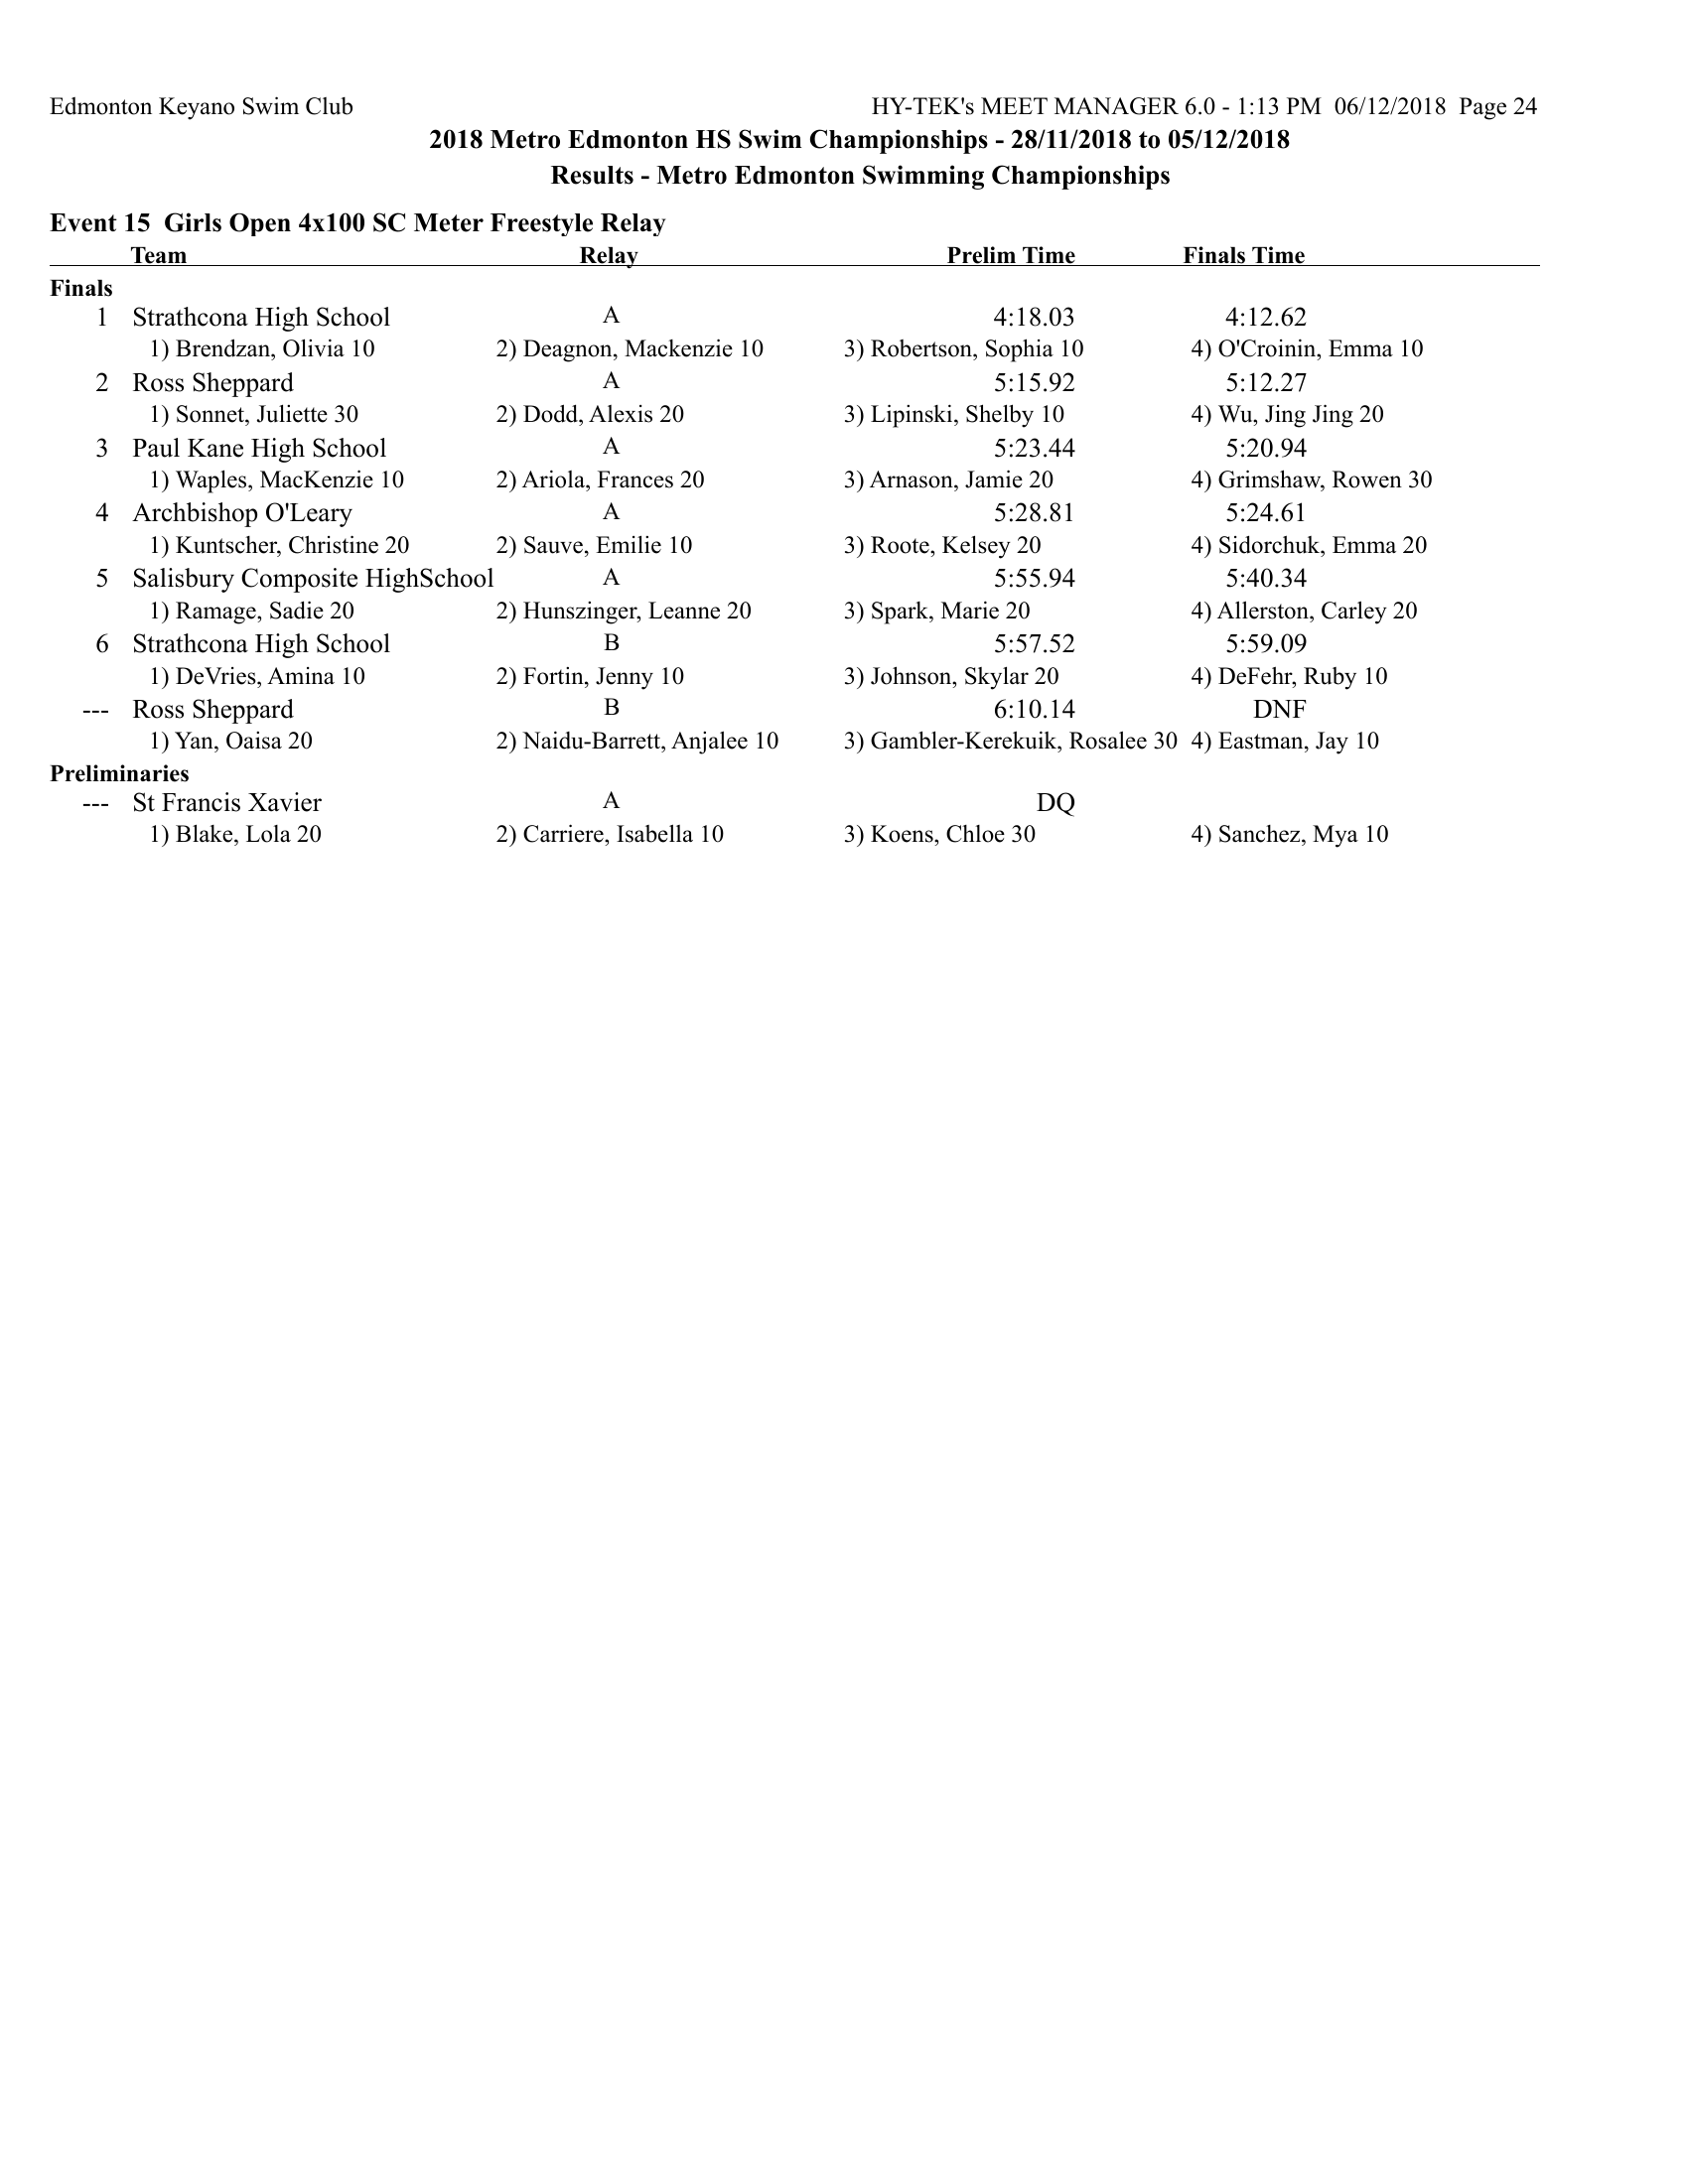 Edmonton Keyano Swim Club HY-TEK's MEET MANAGER 6.0 - 1:13 PM 06/12/2018 Page 24
2018 Metro Edmonton HS Swim Championships - 28/11/2018 to 05/12/2018
Results - Metro Edmonton Swimming Championships
Event 15 Girls Open 4x100 SC Meter Freestyle Relay
Team Relay Prelim Time Finals Time
Finals
1 Strathcona High School A 4:18.03 4:12.62
1) Brendzan, Olivia 10 2) Deagnon, Mackenzie 10 3) Robertson, Sophia 10 4) O'Croinin, Emma 10
2 Ross Sheppard A 5:15.92 5:12.27
1) Sonnet, Juliette 30 2) Dodd, Alexis 20 3) Lipinski, Shelby 10 4) Wu, Jing Jing 20
3 Paul Kane High School A 5:23.44 5:20.94
1) Waples, MacKenzie 10 2) Ariola, Frances 20 3) Arnason, Jamie 20 4) Grimshaw, Rowen 30
4 Archbishop O'Leary A 5:28.81 5:24.61
1) Kuntscher, Christine 20 2) Sauve, Emilie 10 3) Roote, Kelsey 20 4) Sidorchuk, Emma 20
5 Salisbury Composite HighSchool A 5:55.94 5:40.34
1) Ramage, Sadie 20 2) Hunszinger, Leanne 20 3) Spark, Marie 20 4) Allerston, Carley 20
6 Strathcona High School B 5:57.52 5:59.09
1) DeVries, Amina 10 2) Fortin, Jenny 10 3) Johnson, Skylar 20 4) DeFehr, Ruby 10
--- Ross Sheppard B 6:10.14 DNF
1) Yan, Oaisa 20 2) Naidu-Barrett, Anjalee 10 3) Gambler-Kerekuik, Rosalee 30 4) Eastman, Jay 10
Preliminaries
--- St Francis Xavier A DQ
1) Blake, Lola 20 2) Carriere, Isabella 10 3) Koens, Chloe 30 4) Sanchez, Mya 10